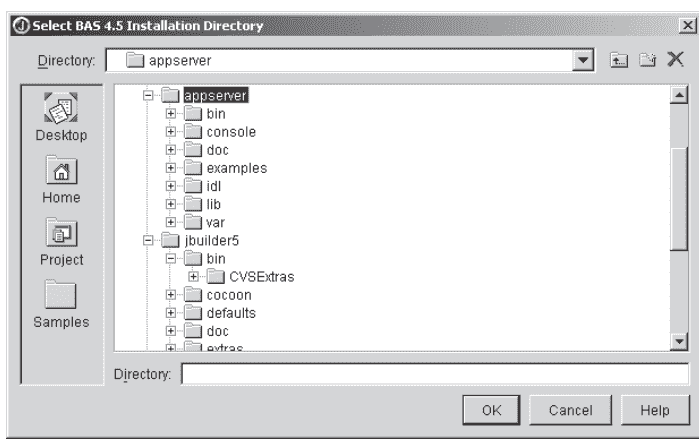 Select BAS 4.5 Installation Directory
Directory: appserver
Desktop
Home
Project
Samples
appserver
bin
console
doc
examples
idl
lib
var
jbuilder5
bin
CVSExtras
cocoon
defaults
doc
extras
Directory:
OK Cancel Help